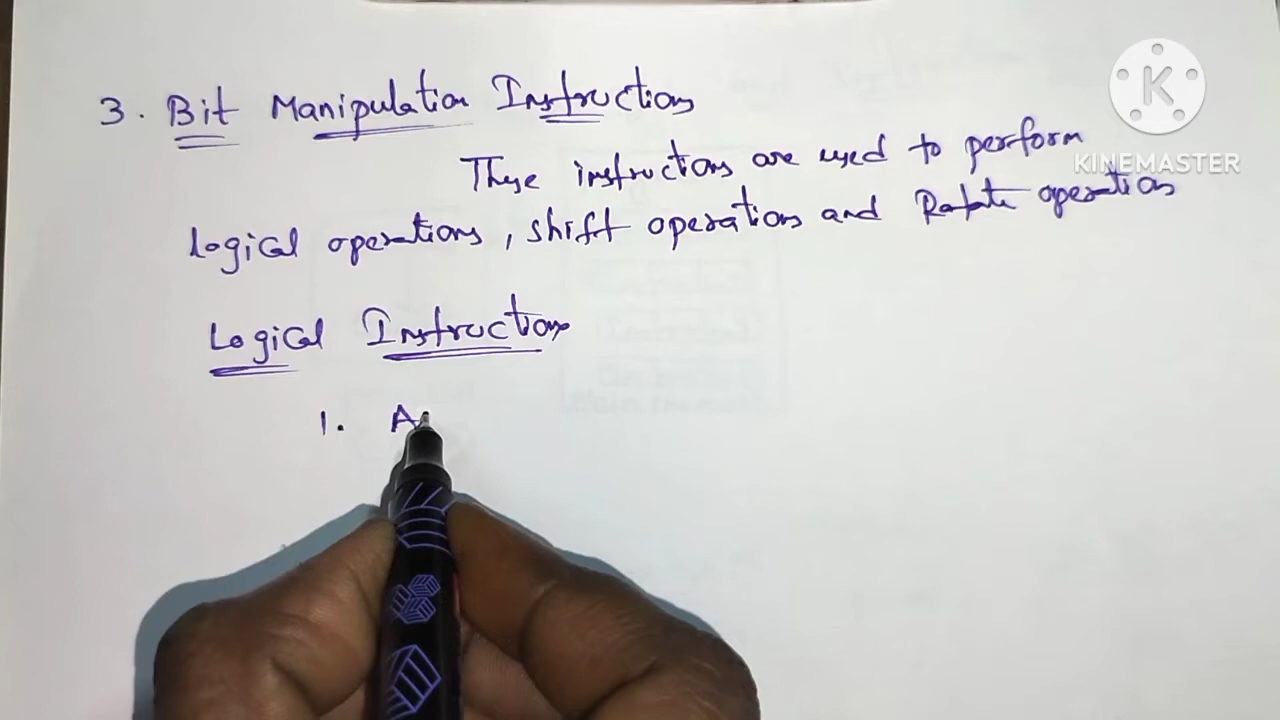 3. Bit Manipulation Instructions
KINEMASTER
These instructions are used to perform
logical operations, shift operations and Rotate operations
Logical Instructions
1. A